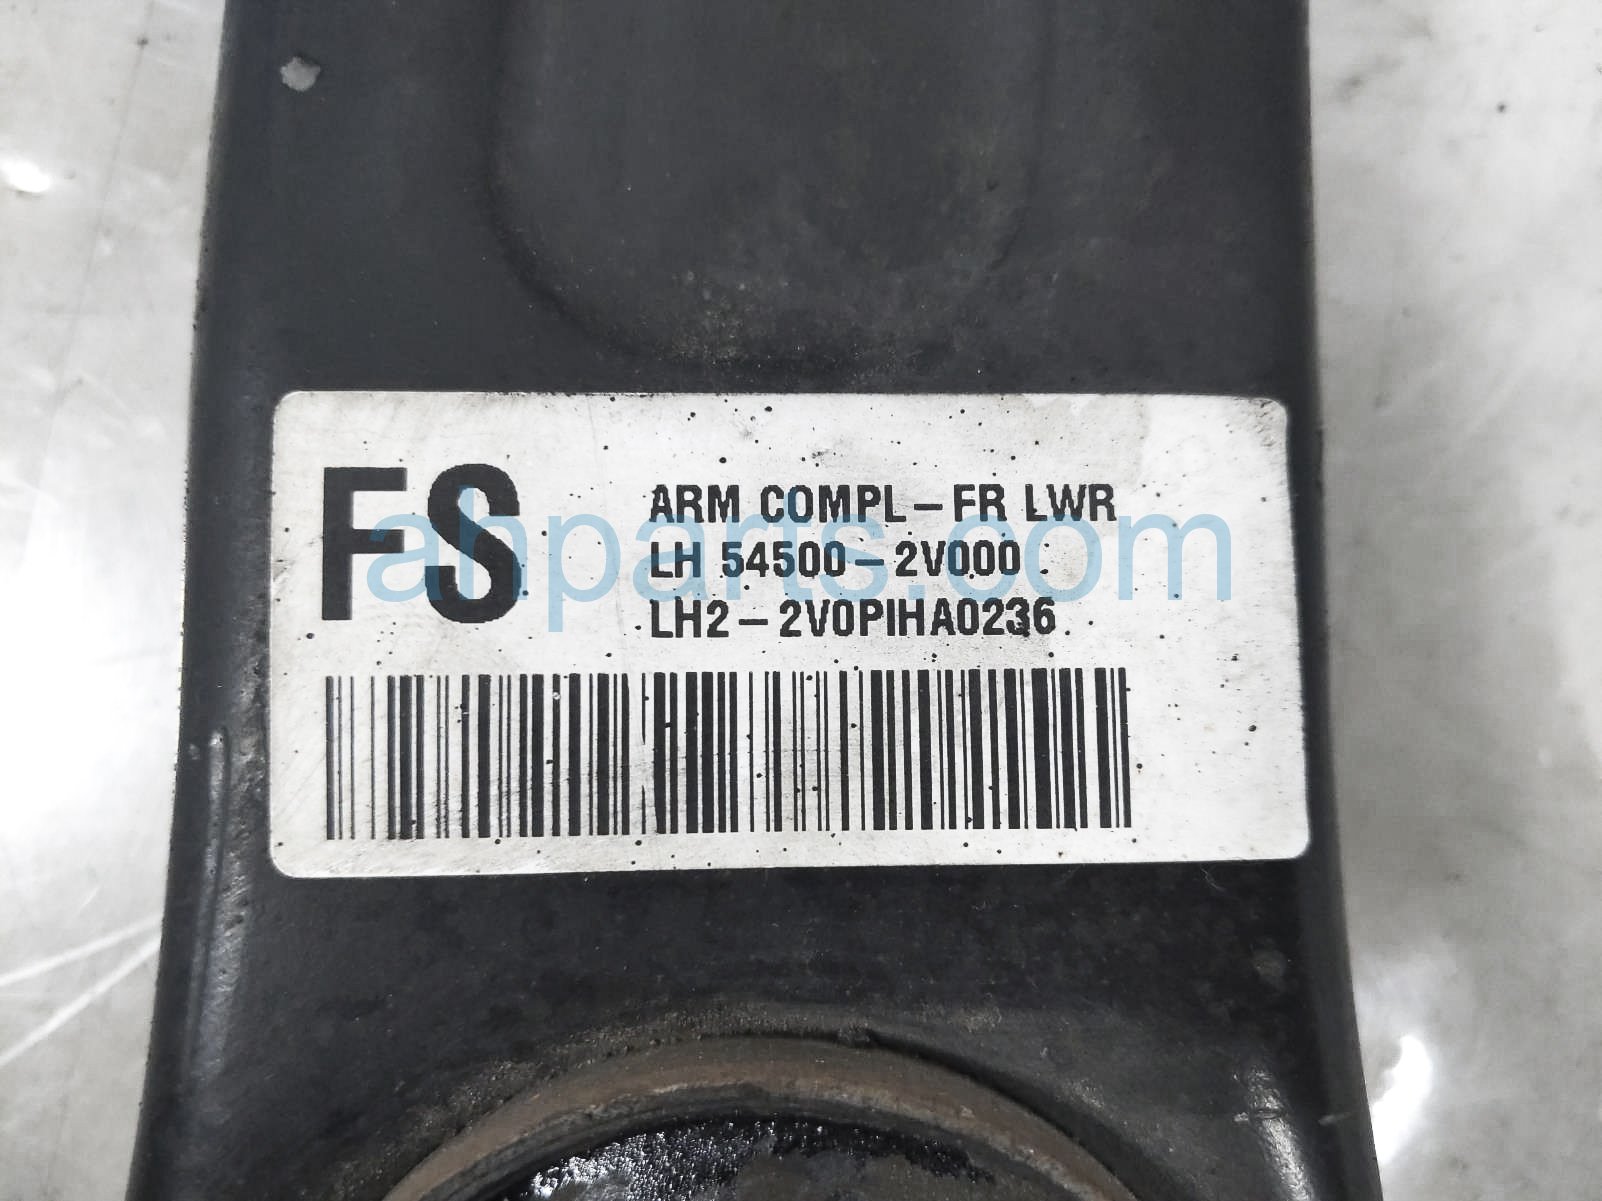 FS
ARM COMPL-FR LWR
LH 54500-2V000
LH2-2V0PIHA0236
ahparts.com